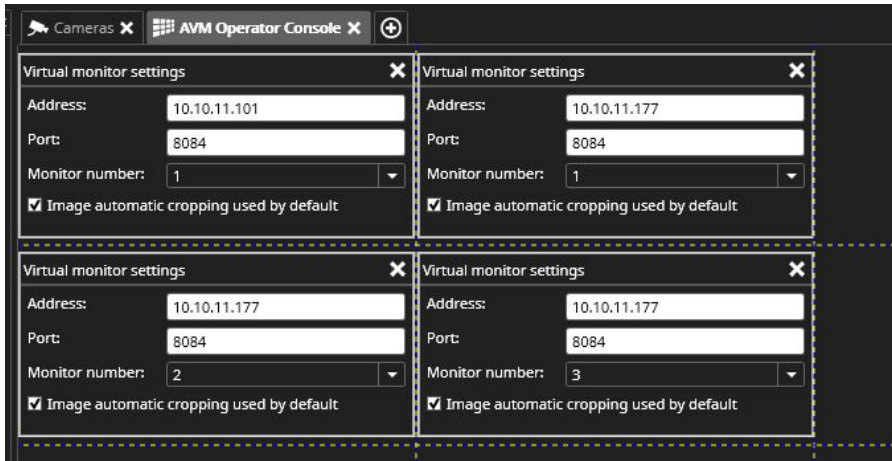 Cameras AVM Operator Console
Virtual monitor settings
Address: 10.10.11.101
Port: 8084
Monitor number: 1
Image automatic cropping used by default
Virtual monitor settings
Address: 10.10.11.177
Port: 8084
Monitor number: 1
Image automatic cropping used by default
Virtual monitor settings
Address: 10.10.11.177
Port: 8084
Monitor number: 2
Image automatic cropping used by default
Virtual monitor settings
Address: 10.10.11.177
Port: 8084
Monitor number: 3
Image automatic cropping used by default